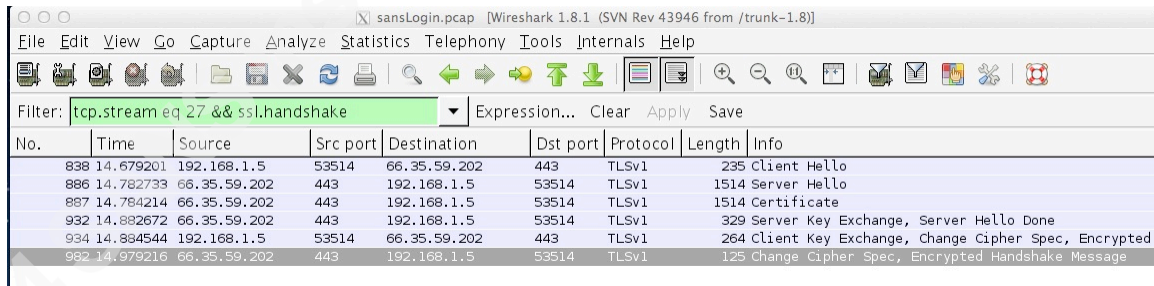 sansLogin.pcap [Wireshark 1.8.1 (SVN Rev 43946 from /trunk-1.8)]
File Edit View Go Capture Analyze Statistics Telephony Tools Internals Help
Filter: tcp.stream eq 27 && ssl.handshake Expression... Clear Apply Save
No. Time Source Src port Destination Dst port Protocol Length Info
838 14.679201 192.168.1.5 53514 66.35.59.202 443 TLSv1 235 Client Hello
886 14.782733 66.35.59.202 443 192.168.1.5 53514 TLSv1 1514 Server Hello
887 14.784214 66.35.59.202 443 192.168.1.5 53514 TLSv1 1514 Certificate
932 14.882672 66.35.59.202 443 192.168.1.5 53514 TLSv1 329 Server Key Exchange, Server Hello Done
934 14.884544 192.168.1.5 53514 66.35.59.202 443 TLSv1 264 Client Key Exchange, Change Cipher Spec, Encrypted
982 14.979216 66.35.59.202 443 192.168.1.5 53514 TLSv1 125 Change Cipher Spec, Encrypted Handshake Message